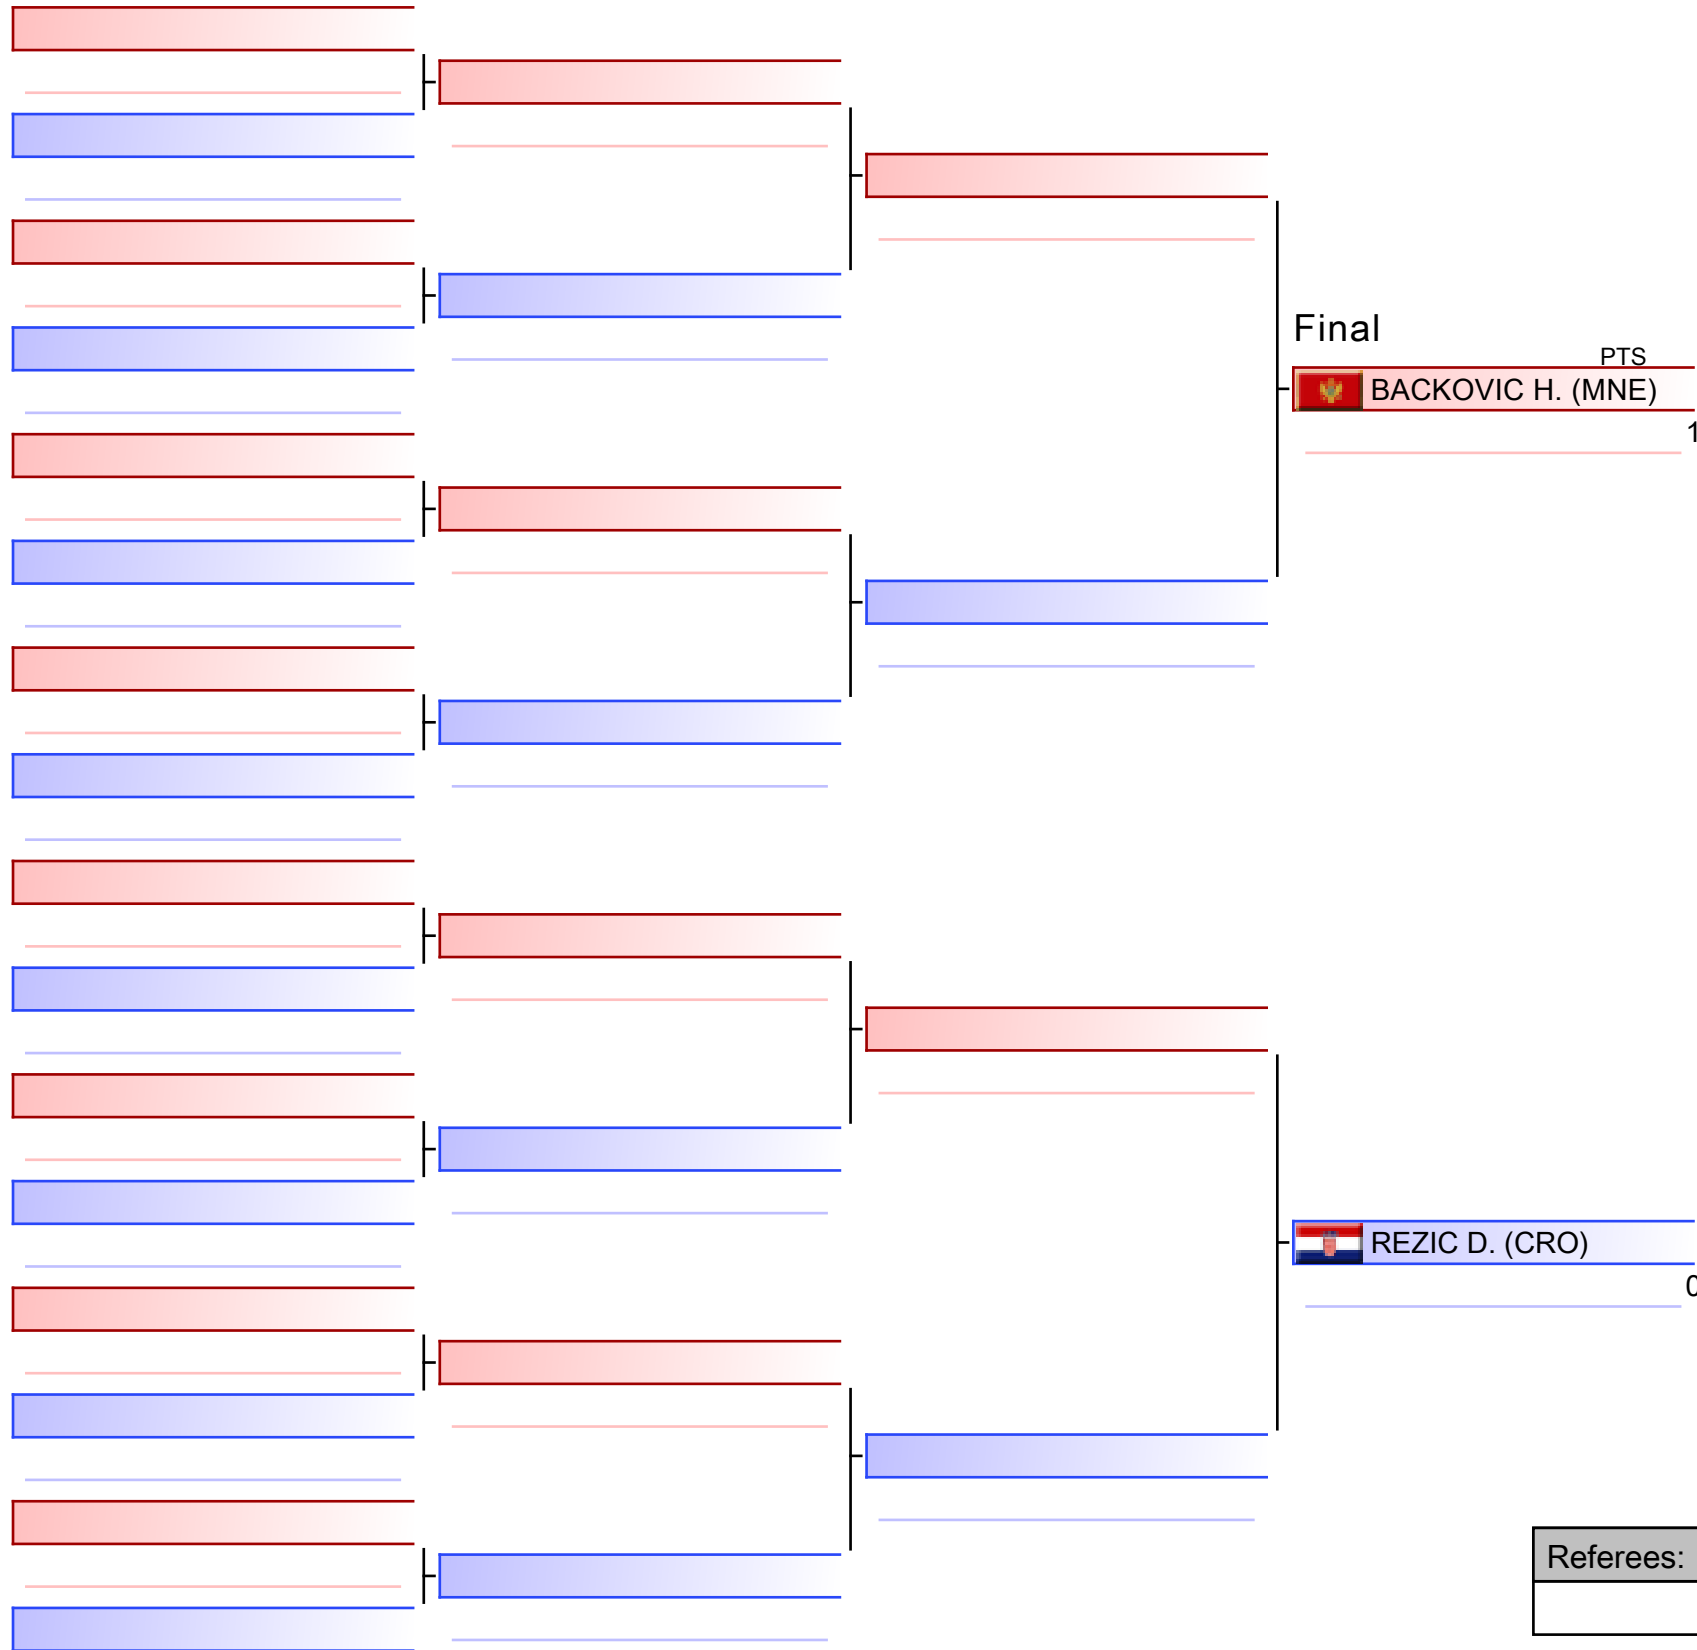 Final
PTS
BACKOVIC H. (MNE)
1
REZIC D. (CRO)
0
Referees: